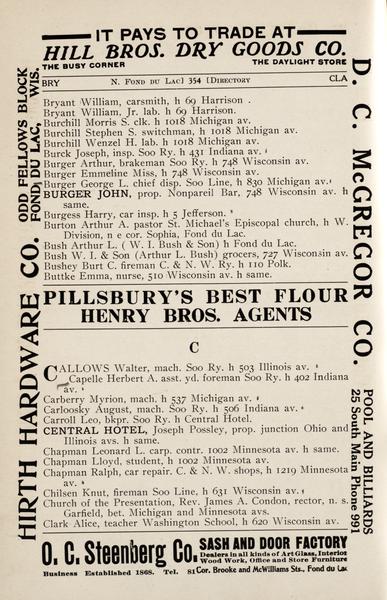 IT PAYS TO TRADE AT
HILL BROS. DRY GOODS CO.
THE BUSY CORNER THE DAYLIGHT STORE
BRY N. FOND DU LAC] 354 [DIRECTORY CLA
Bryant William, carsmith, h 69 Harrison .
Bryant William, Jr. lab. h 69 Harrison.
Burchill Morris S. clk. h 1018 Michigan av.
Burchill Stephen S. switchman, h 1018 Michigan av.
Burchill Wenzel H. lab. h 1018 Michigan av.
Burck Joseph, insp. Soo Ry. h 431 Indiana av.
Burger Arthur, brakeman Soo Ry. h 748 Wisconsin av.
Burger Emmeline Miss, h 748 Wisconsin av.
Burger George L. chief disp. Soo Line, h 830 Michigan av.
BURGER JOHN, prop. Nonpareil Bar, 748 Wisconsin av. h
same.
Burgess Harry, car insp. h 5 Jefferson.
Burton Arthur A. pastor St. Michael's Episcopal church, h W.
Division, n e cor. Sophia, Fond du Lac.
Bush Arthur L. ( W. I. Bush & Son) h Fond du Lac.
Bush W. I. & Son (Arthur L. Bush) grocers, 727 Wisconsin av.
Bushey Burt C. fireman C. & N. W. Ry. h 110 Polk.
Buttke Emma, nurse, 510 Wisconsin av. h same.
PILLSBURY'S BEST FLOUR
HENRY BROS. AGENTS
C
CALLOWS Walter, mach. Soo Ry. h 503 Illinois av.
Capelle Herbert A. asst. yd. foreman Soo Ry. h 402 Indiana
av.
Carberry Myrion, mach. h 537 Michigan av.
Carloosky August, mach. Soo Ry. h 506 Indiana av.
Carroll Leo, bkpr. Soo Ry. h Central Hotel.
CENTRAL HOTEL, Joseph Possley, prop. junction Ohio and
Illinois avs. h same.
Chapman Leonard L. carp. contr. 1002 Minnesota av. h same.
Chapman Lloyd, student, h 1002 Minnesota av.
Chapman Ralph, car repair. C. & N. W. shops, h 1219 Minnesota
av.
Chilsen Knut, fireman Soo Line, h 631 Wisconsin av.
Church of the Presentation, Rev. James A. Condon, rector, n. s.
Garfield, bet. Michigan and Minnesota avs.
Clark Alice, teacher Washington School, h 620 Wisconsin av.
O. C. Steenberg Co. SASH AND DOOR FACTORY
Dealers in all kinds of Art Glass, Interior
Wood Work, Office and Store Furniture
Business Established 1868. Tel. 81 Cor. Brooke and McWilliams Sts., Fond du Lac
HIRTH HARDWARE CO. ODD FELLOWS BLOCK
FOND DU LAC, WIS.
D. C. McGREGOR CO. POOL AND BILLIARDS
25 South Main Phone 991